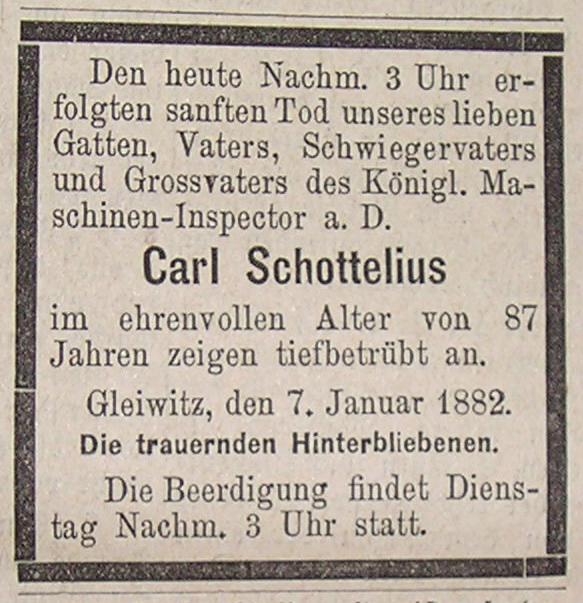 Den heute Nachm. 3 Uhr er-
folgten sanften Tod unseres lieben
Gatten, Vaters, Schwiegervaters
und Grossvaters des Königl. Ma-
schinen-Inspector a. D.
Carl Schottelius
im ehrenvollen Alter von 87
Jahren zeigen tiefbetrübt an.
Gleiwitz, den 7. Januar 1882.
Die trauernden Hinterbliebenen.
Die Beerdigung findet Diens-
tag Nachm. 3 Uhr statt.